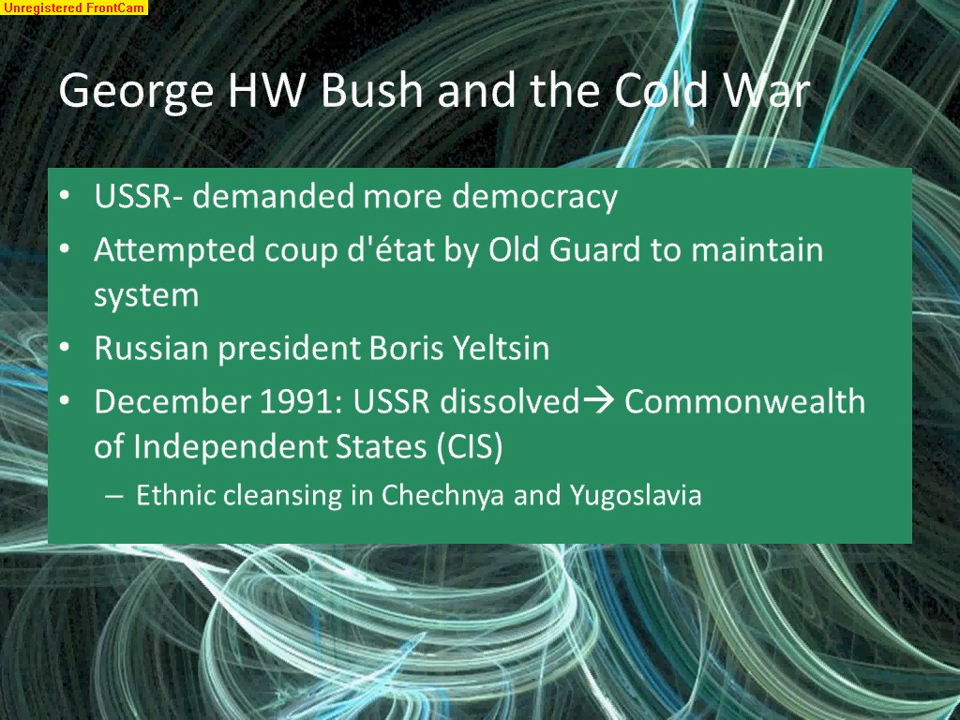 Unregistered FrontCam
George HW Bush and the Cold War
• USSR- demanded more democracy
• Attempted coup d'état by Old Guard to maintain
system
• Russian president Boris Yeltsin
• December 1991: USSR dissolved→ Commonwealth
of Independent States (CIS)
– Ethnic cleansing in Chechnya and Yugoslavia